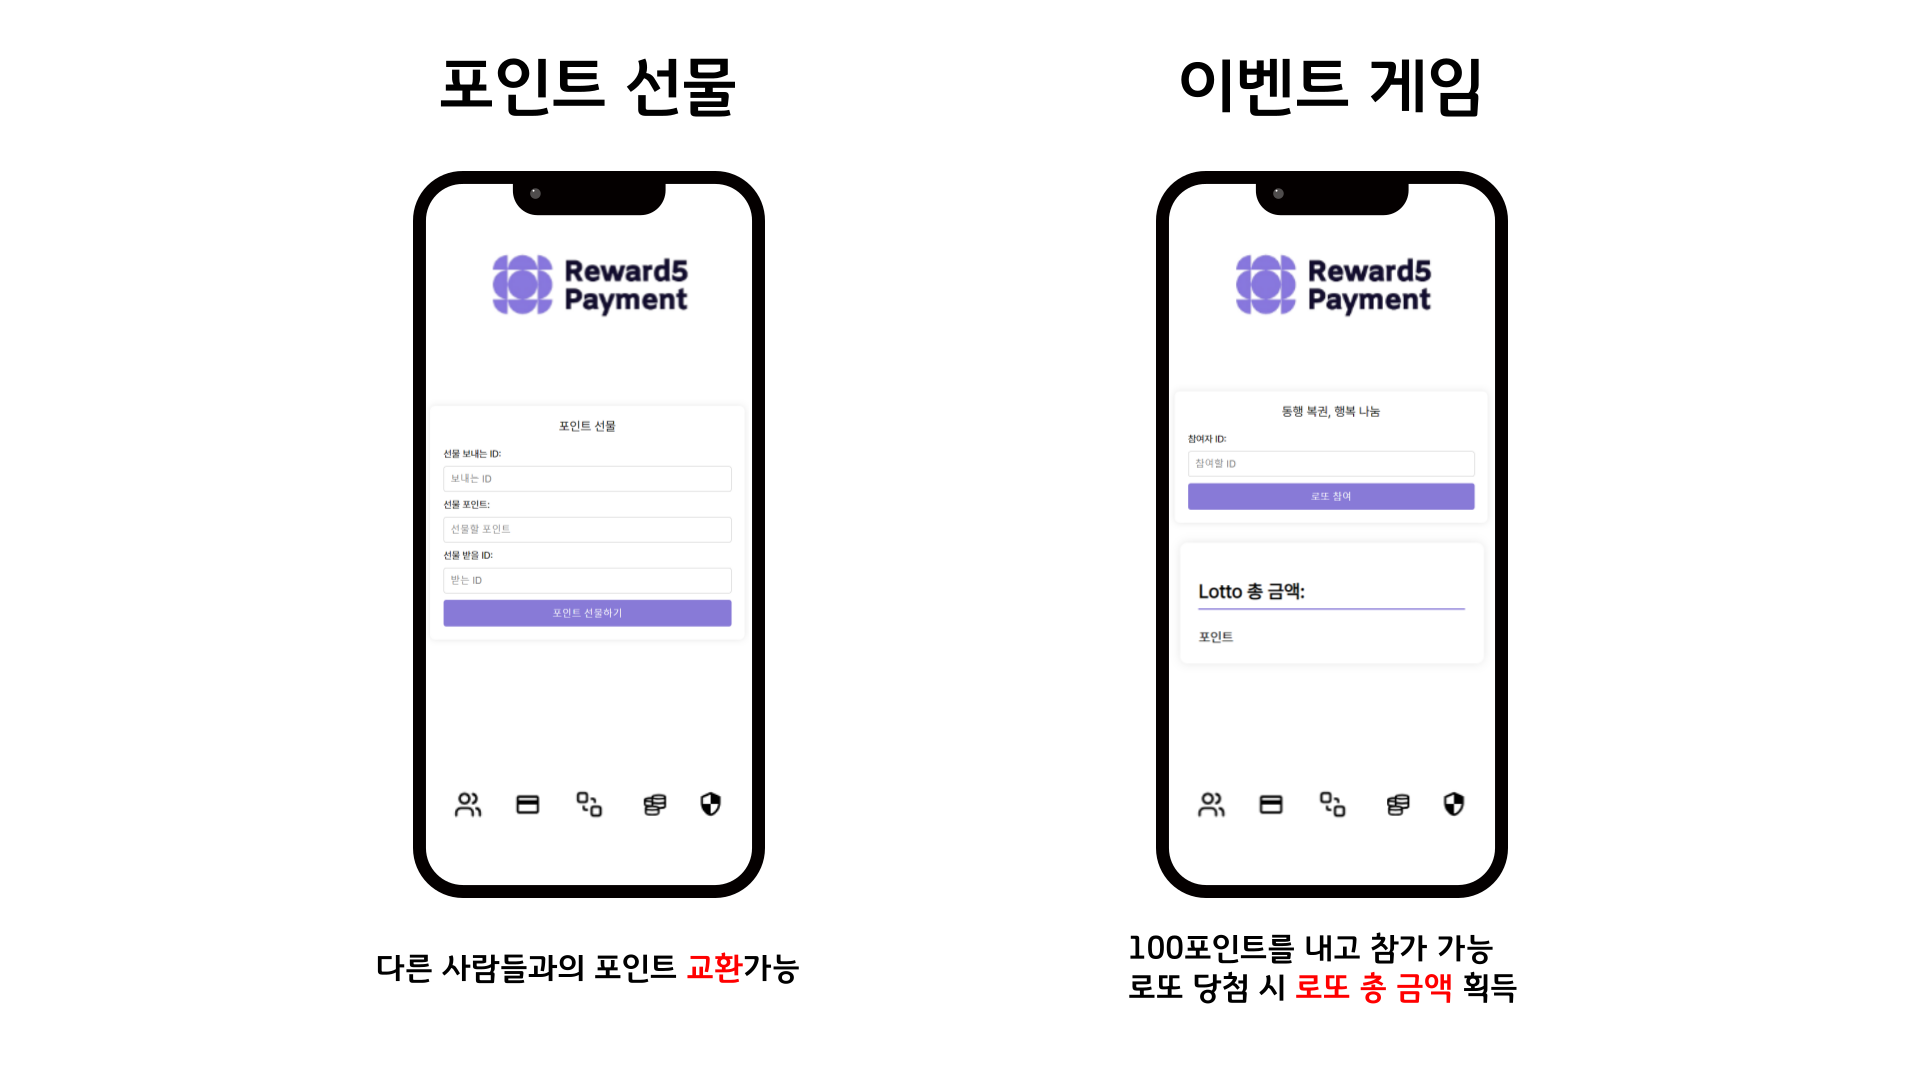 포인트 선물
Reward5
Payment
포인트 선물
선물 보내는 ID:
보내는 ID
선물 포인트:
선물할 포인트
선물 받을 ID:
받는 ID
포인트 선물하기
다른 사람들과의 포인트 교환가능
이벤트 게임
Reward5
Payment
동행 복권, 행복 나눔
참여자 ID:
참여할 ID
로또 참여
Lotto 총 금액:
포인트
100포인트를 내고 참가 가능
로또 당첨 시 로또 총 금액 획득